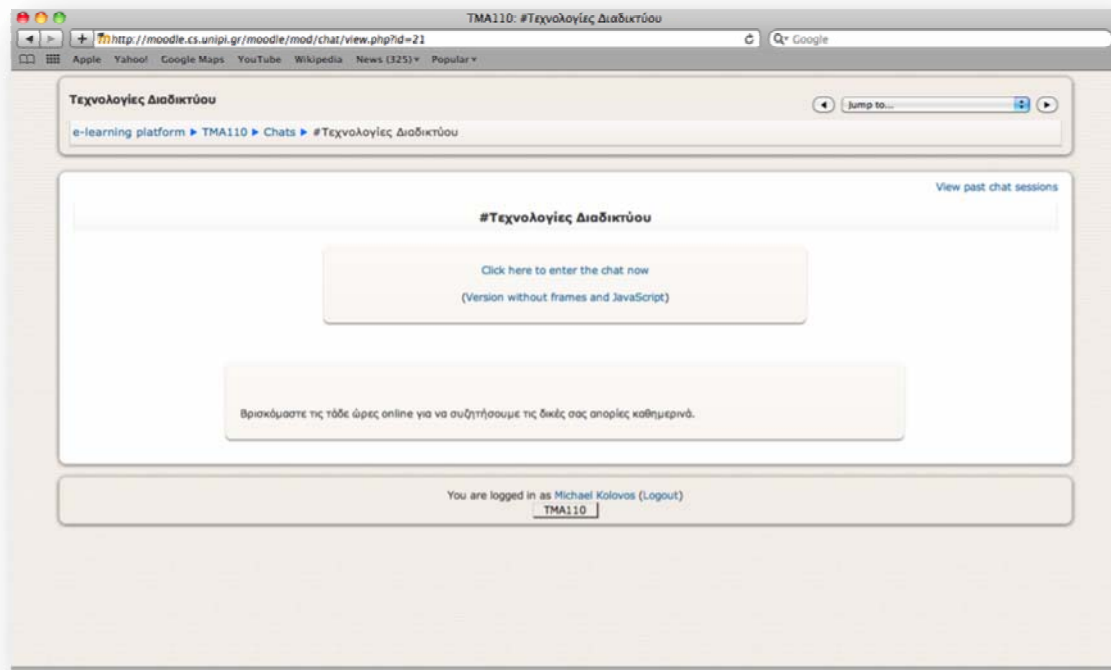 TMA110: #Τεχνολογίες Διαδικτύου
http://moodle.cs.unipi.gr/moodle/mod/chat/view.php?id=21
Google
Apple Yahoo! Google Maps YouTube Wikipedia News (325) Popular
Τεχνολογίες Διαδικτύου
Jump to...
e-learning platform ► TMA110 ► Chats ► #Τεχνολογίες Διαδικτύου
View past chat sessions
#Τεχνολογίες Διαδικτύου
Click here to enter the chat now
(Version without frames and JavaScript)
Βρισκόμαστε τις τάδε ώρες online για να συζητήσουμε τις δικές σας απορίες καθημερινά.
You are logged in as Michael Kolovos (Logout)
TMA110